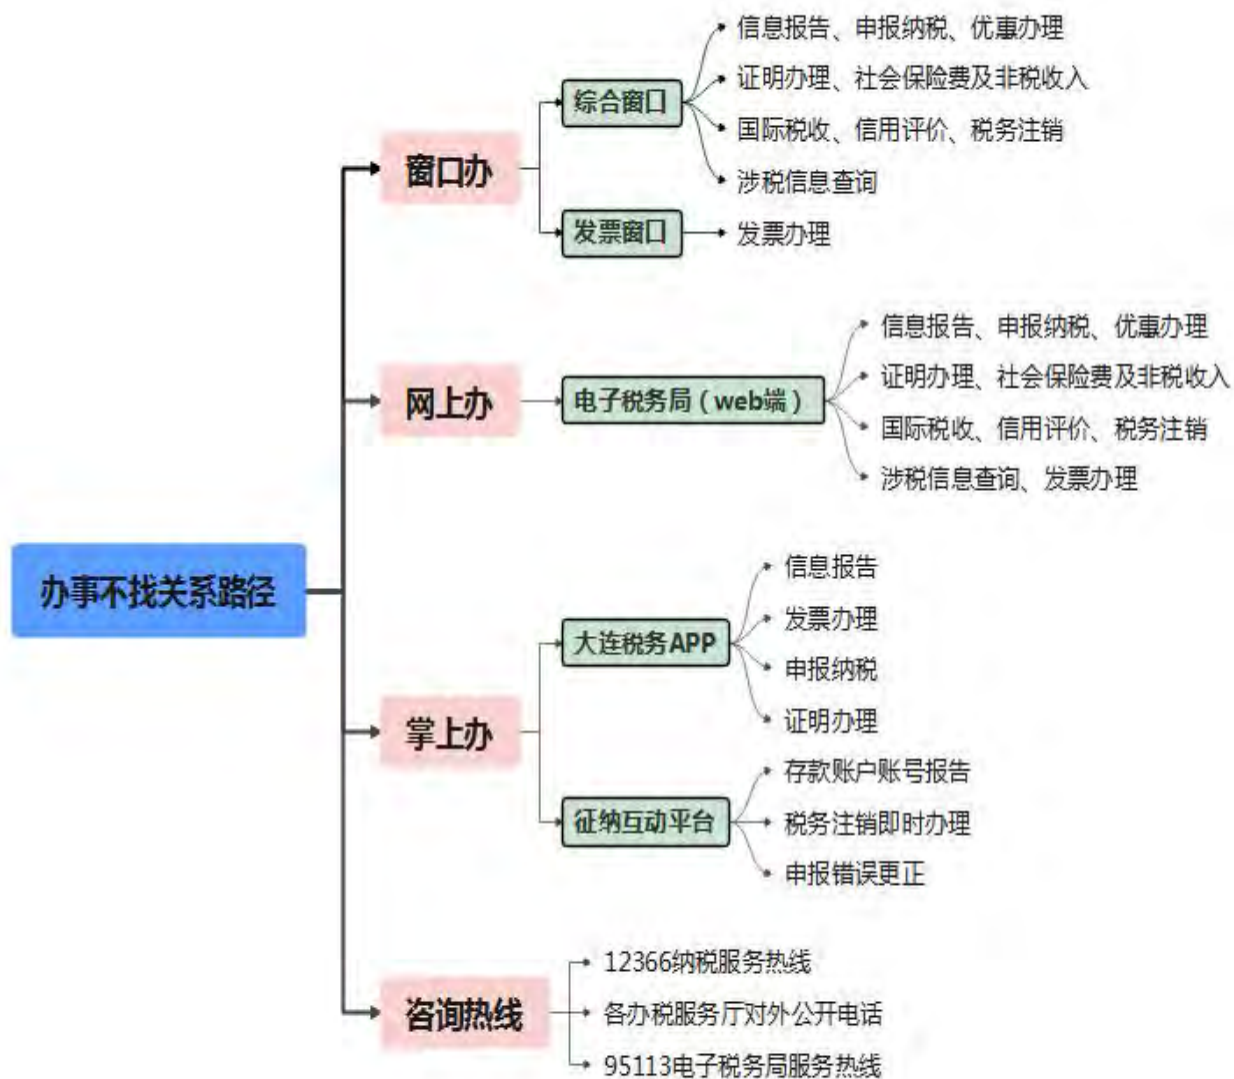 办事不找关系路径
窗口办
综合窗口
信息报告、申报纳税、优惠办理
证明办理、社会保险费及非税收入
国际税收、信用评价、税务注销
涉税信息查询
发票窗口
发票办理
网上办
电子税务局（web端）
信息报告、申报纳税、优惠办理
证明办理、社会保险费及非税收入
国际税收、信用评价、税务注销
涉税信息查询、发票办理
掌上办
大连税务APP
信息报告
发票办理
申报纳税
证明办理
征纳互动平台
存款账户账号报告
税务注销即时办理
申报错误更正
咨询热线
12366纳税服务热线
各办税服务厅对外公开电话
95113电子税务局服务热线